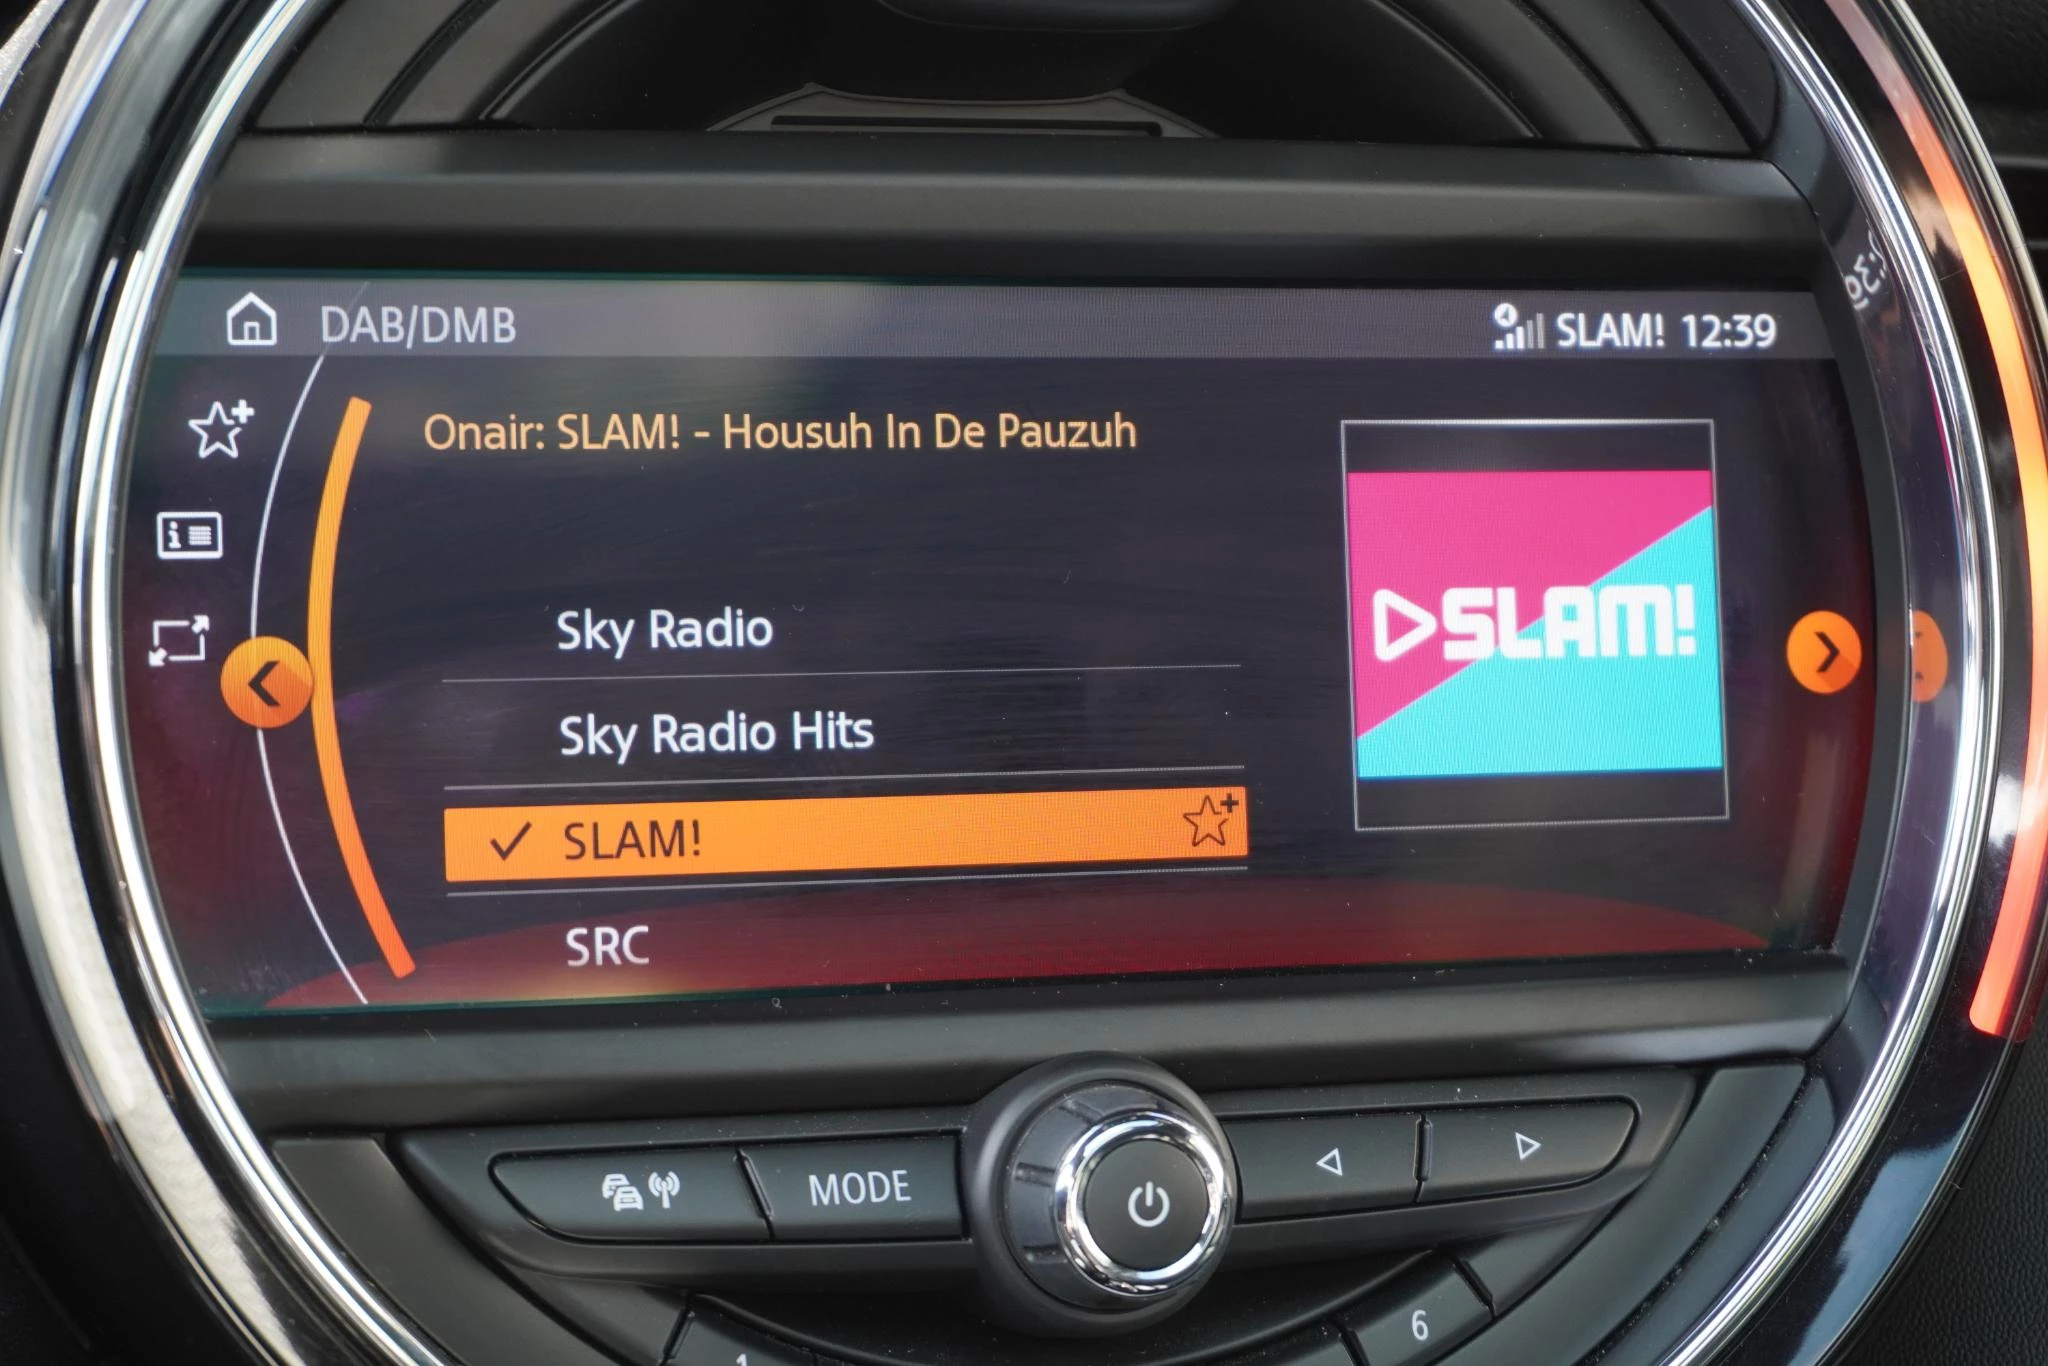 DAB/DMB
SLAM! 12:39
Onair: SLAM! - Housuh In De Pauzuh
Sky Radio
Sky Radio Hits
SLAM!
SRC
SLAM!
MODE
1
6